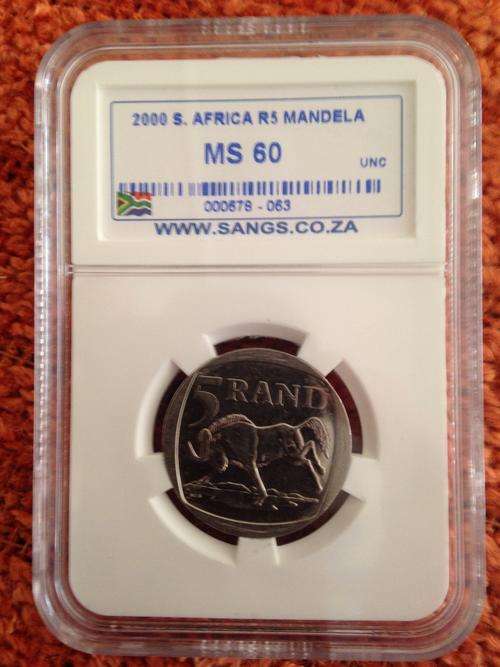 2000 S. AFRICA R5 MANDELA
MS 60
UNC
000678 - 063
WWW.SANGS.CO.ZA
5 RAND